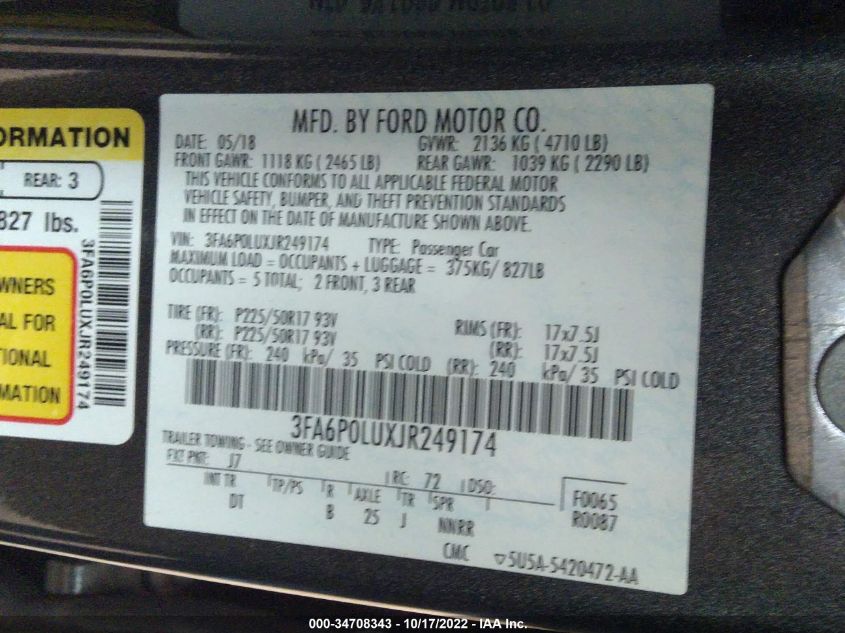 ORMATION
REAR: 3
827 lbs.
3FA6P0LUXJR249174
WNERS
AL FOR
TIONAL
MATION
MFD. BY FORD MOTOR CO.
DATE: 05/18 GVWR: 2136 KG ( 4710 LB)
FRONT GAWR: 1118 KG ( 2465 LB) REAR GAWR: 1039 KG ( 2290 LB)
THIS VEHICLE CONFORMS TO ALL APPLICABLE FEDERAL MOTOR
VEHICLE SAFETY, BUMPER, AND THEFT PREVENTION STANDARDS
IN EFFECT ON THE DATE OF MANUFACTURE SHOWN ABOVE.
VIN: 3FA6P0LUXJR249174 TYPE: Passenger Car
MAXIMUM LOAD = OCCUPANTS + LUGGAGE = 375KG/ 827LB
OCCUPANTS = 5 TOTAL; 2 FRONT, 3 REAR
TIRE (FR): P225/50R17 93V RIMS (FR): 17x7.5J
(RR): P225/50R17 93V (RR): 17x7.5J
PRESSURE (FR): 240 kPa/ 35 PSI COLD (RR): 240 kPa/ 35 PSI COLD
3FA6P0LUXJR249174
TRAILER TOWING - SEE OWNER GUIDE
EXT PNT: J7 RC: 72 DSO: F0065
INT TR TP/PS R AXLE TR SPR R0087
DT B 25 J NNRR
CMC 5U5A-5420472-AA
000-34708343 - 10/17/2022 - IAA Inc.